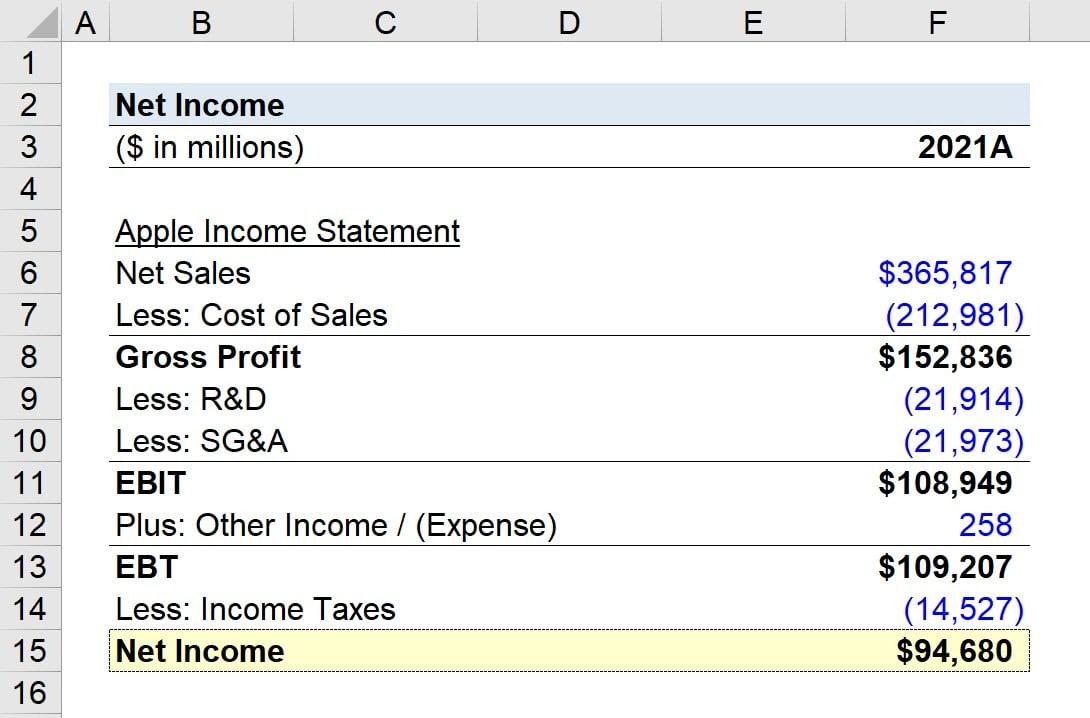 A B C D E F
1
2 Net Income
3 ($ in millions) 2021A
4
5 Apple Income Statement
6 Net Sales $365,817
7 Less: Cost of Sales (212,981)
8 Gross Profit $152,836
9 Less: R&D (21,914)
10 Less: SG&A (21,973)
11 EBIT $108,949
12 Plus: Other Income / (Expense) 258
13 EBT $109,207
14 Less: Income Taxes (14,527)
15 Net Income $94,680
16